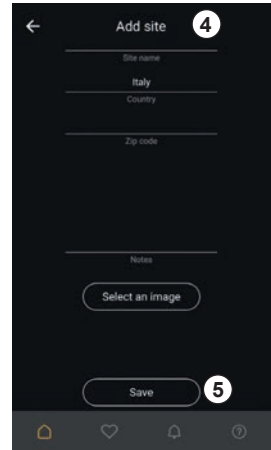 Add site 4
Site name
Italy
Country
Zip code
Notes
Select an image
Save 5
?